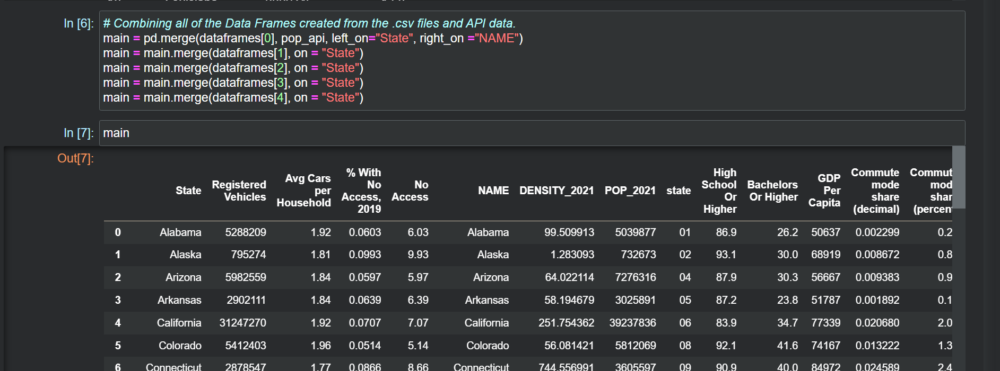 In [6]: # Combining all of the Data Frames created from the .csv files and API data.
main = pd.merge(dataframes[0], pop_api, left_on="State", right_on ="NAME")
main = main.merge(dataframes[1], on = "State")
main = main.merge(dataframes[2], on = "State")
main = main.merge(dataframes[3], on = "State")
main = main.merge(dataframes[4], on = "State")
In [7]: main
Out[7]:
State Registered Vehicles Avg Cars per Household % With No Access, 2019 No Access NAME DENSITY_2021 POP_2021 state High School Or Higher Bachelors Or Higher GDP Per Capita Commute mode share (decimal) Commut mod shar (percen
0 Alabama 5288209 1.92 0.0603 6.03 Alabama 99.509913 5039877 01 86.9 26.2 50637 0.002299 0.2
1 Alaska 795274 1.81 0.0993 9.93 Alaska 1.283093 732673 02 93.1 30.0 68919 0.008672 0.8
2 Arizona 5982559 1.84 0.0597 5.97 Arizona 64.022114 7276316 04 87.9 30.3 56667 0.009383 0.9
3 Arkansas 2902111 1.84 0.0639 6.39 Arkansas 58.194679 3025891 05 87.2 23.8 51787 0.001892 0.1
4 California 31247270 1.92 0.0707 7.07 California 251.754362 39237836 06 83.9 34.7 77339 0.020680 2.0
5 Colorado 5412403 1.96 0.0514 5.14 Colorado 56.081421 5812069 08 92.1 41.6 74167 0.013222 1.3
6 Connecticut 2878547 1.77 0.0866 8.66 Connecticut 744.556991 3605597 09 90.9 40.0 84972 0.024589 2.4